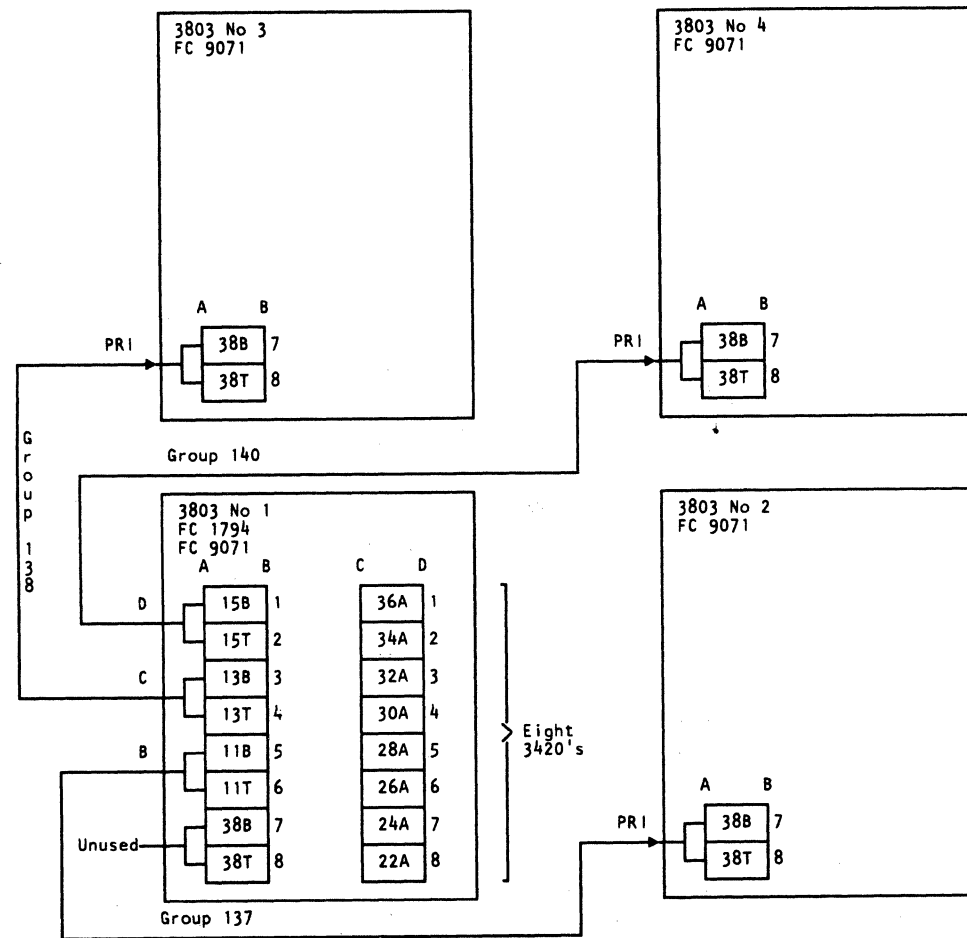 3803 No 3
FC 9071
A B
PRI
38B 7
38T 8
3803 No 4
FC 9071
A B
PRI
38B 7
38T 8
Group 138
Group 140
3803 No 1
FC 1794
FC 9071
A B C D
D
15B 1
15T 2
C
13B 3
13T 4
B
11B 5
11T 6
Unused
38B 7
38T 8
36A 1
34A 2
32A 3
30A 4
28A 5
26A 6
24A 7
22A 8
Eight
3420's
Group 137
3803 No 2
FC 9071
A B
PRI
38B 7
38T 8